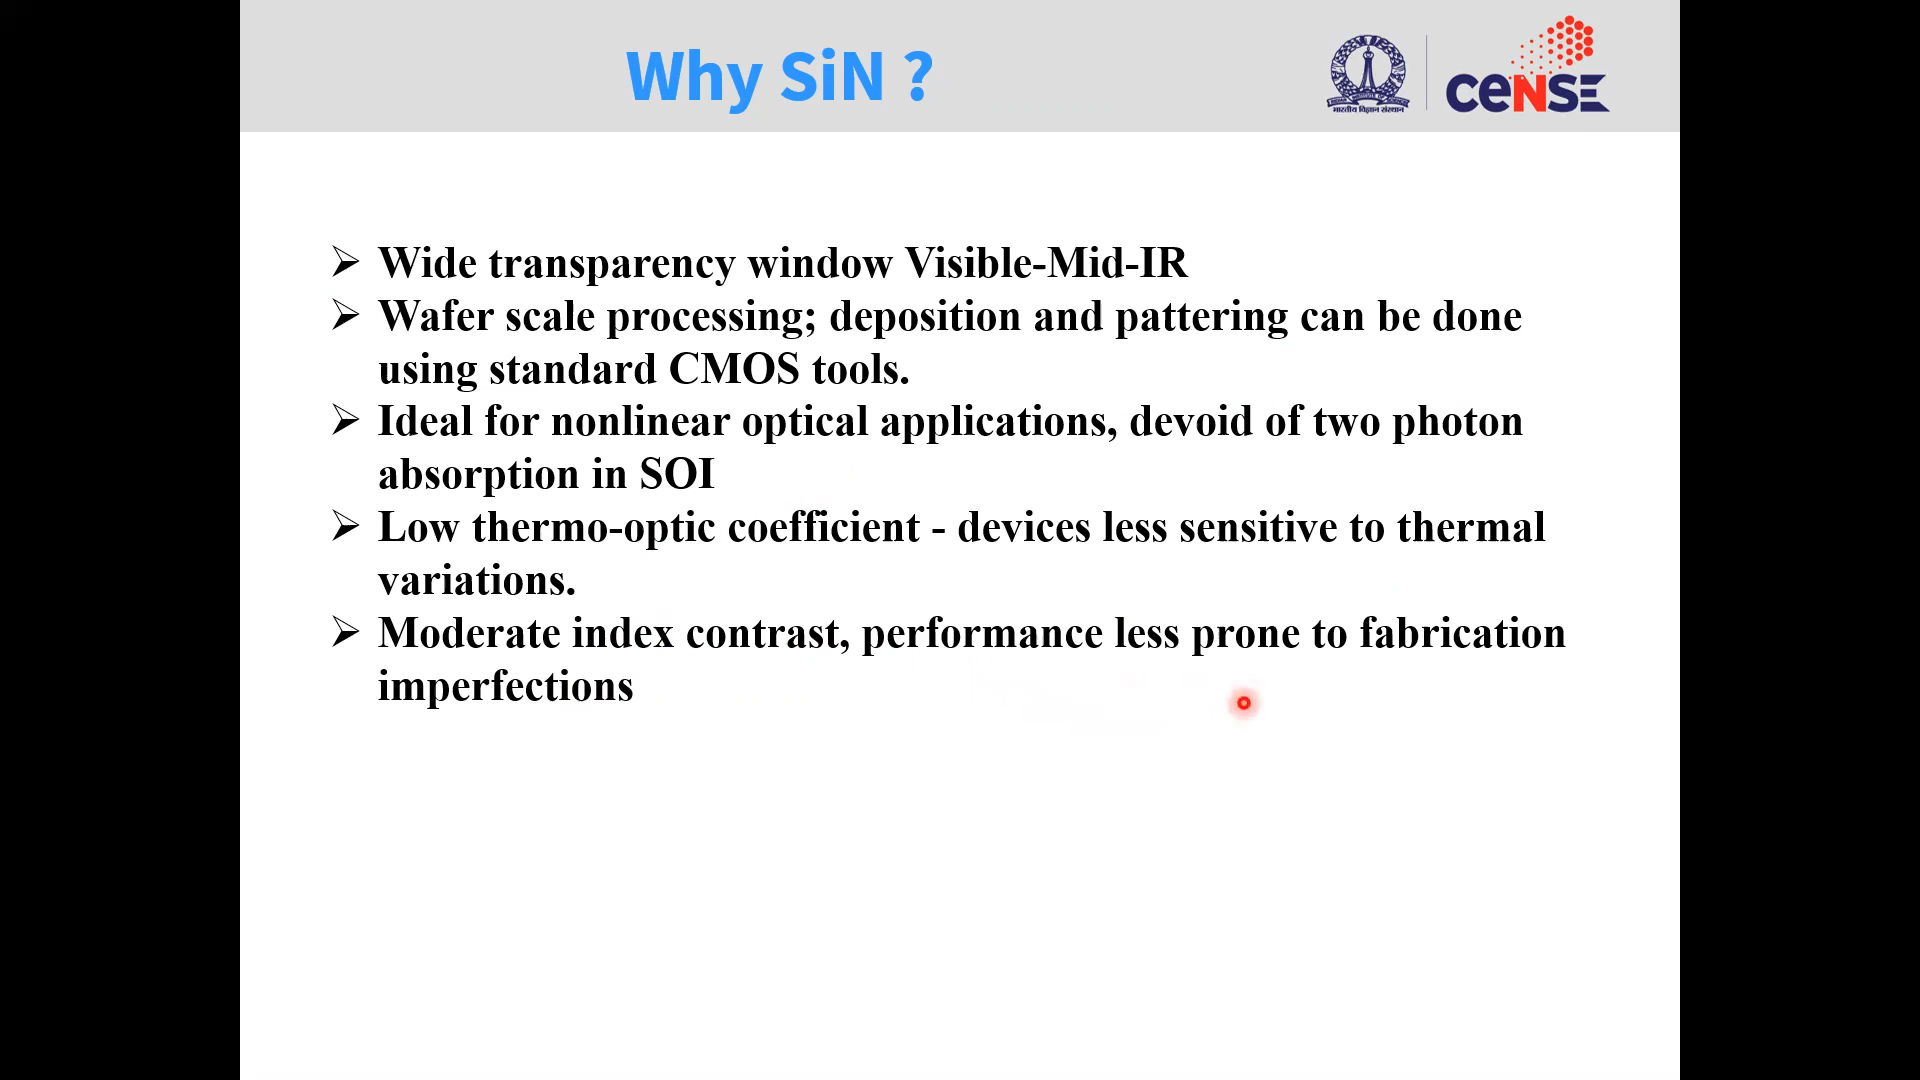 Why SiN ?
भारतीय विज्ञान संस्थान
ceNSE
➢ Wide transparency window Visible-Mid-IR
➢ Wafer scale processing; deposition and pattering can be done
using standard CMOS tools.
➢ Ideal for nonlinear optical applications, devoid of two photon
absorption in SOI
➢ Low thermo-optic coefficient - devices less sensitive to thermal
variations.
➢ Moderate index contrast, performance less prone to fabrication
imperfections